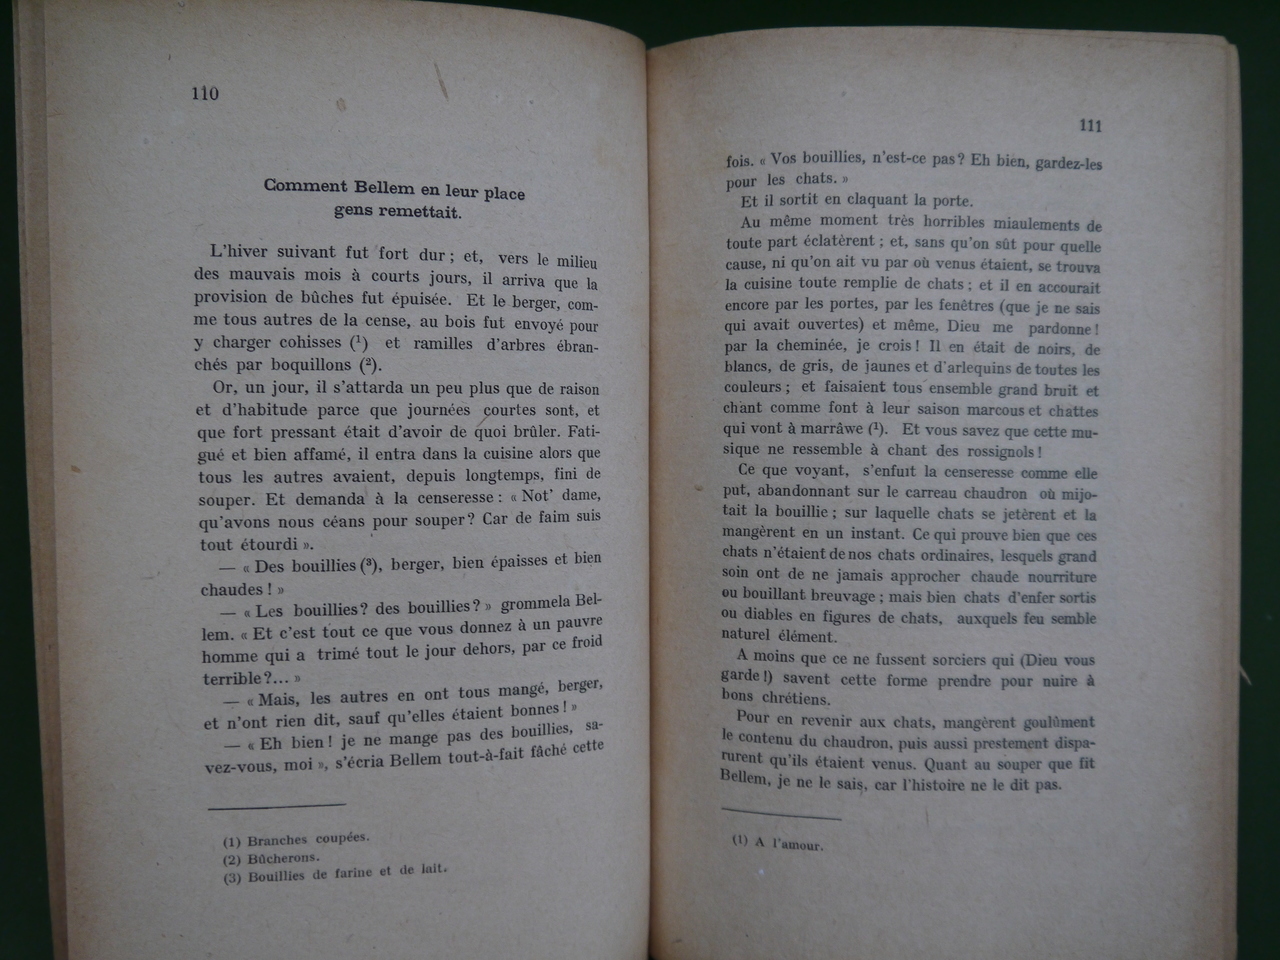 110
Comment Bellem en leur place
gens remettait.
L'hiver suivant fut fort dur ; et, vers le milieu
des mauvais mois à courts jours, il arriva que la
provision de bûches fut épuisée. Et le berger, com-
me tous autres de la cense, au bois fut envoyé pour
y charger cohisses (¹) et ramilles d'arbres ébran-
chés par boquillons (²).
Or, un jour, il s'attarda un peu plus que de raison
et d'habitude parce que journées courtes sont, et
que fort pressant était d'avoir de quoi brûler. Fati-
gué et bien affamé, il entra dans la cuisine alors que
tous les autres avaient, depuis longtemps, fini de
souper. Et demanda à la censeresse : « Not' dame,
qu'avons nous céans pour souper? Car de faim suis
tout étourdi ».
— « Des bouillies (³), berger, bien épaisses et bien
chaudes ! »
— « Les bouillies? des bouillies? » grommela Bel-
lem. « Et c'est tout ce que vous donnez à un pauvre
homme qui a trimé tout le jour dehors, par ce froid
terrible ?... »
— « Mais, les autres en ont tous mangé, berger,
et n'ont rien dit, sauf qu'elles étaient bonnes ! »
— « Eh bien ! je ne mange pas des bouillies, sa-
vez-vous, moi », s'écria Bellem tout-à-fait fâché cette
(1) Branches coupées.
(2) Bûcherons.
(3) Bouillies de farine et de lait.
111
fois. « Vos bouillies, n'est-ce pas? Eh bien, gardez-les
pour les chats. »
Et il sortit en claquant la porte.
Au même moment très horribles miaulements de
toute part éclatèrent ; et, sans qu'on sût pour quelle
cause, ni qu'on ait vu par où venus étaient, se trouva
la cuisine toute remplie de chats ; et il en accourait
encore par les portes, par les fenêtres (que je ne sais
qui avait ouvertes) et même, Dieu me pardonne !
par la cheminée, je crois ! Il en était de noirs, de
blancs, de gris, de jaunes et d'arlequins de toutes les
couleurs ; et faisaient tous ensemble grand bruit et
chant comme font à leur saison marcous et chattes
qui vont à marrâwe (¹). Et vous savez que cette mu-
sique ne ressemble à chant des rossignols !
Ce que voyant, s'enfuit la censeresse comme elle
put, abandonnant sur le carreau chaudron où mijo-
tait la bouillie ; sur laquelle chats se jetèrent et la
mangèrent en un instant. Ce qui prouve bien que ces
chats n'étaient de nos chats ordinaires, lesquels grand
soin ont de ne jamais approcher chaude nourriture
ou bouillant breuvage ; mais bien chats d'enfer sortis
ou diables en figures de chats, auxquels feu semble
naturel élément.
A moins que ce ne fussent sorciers qui (Dieu vous
garde !) savent cette forme prendre pour nuire à
bons chrétiens.
Pour en revenir aux chats, mangèrent goulûment
le contenu du chaudron, puis aussi prestement dispa-
rurent qu'ils étaient venus. Quant au souper que fit
Bellem, je ne le sais, car l'histoire ne le dit pas.
(1) A l'amour.